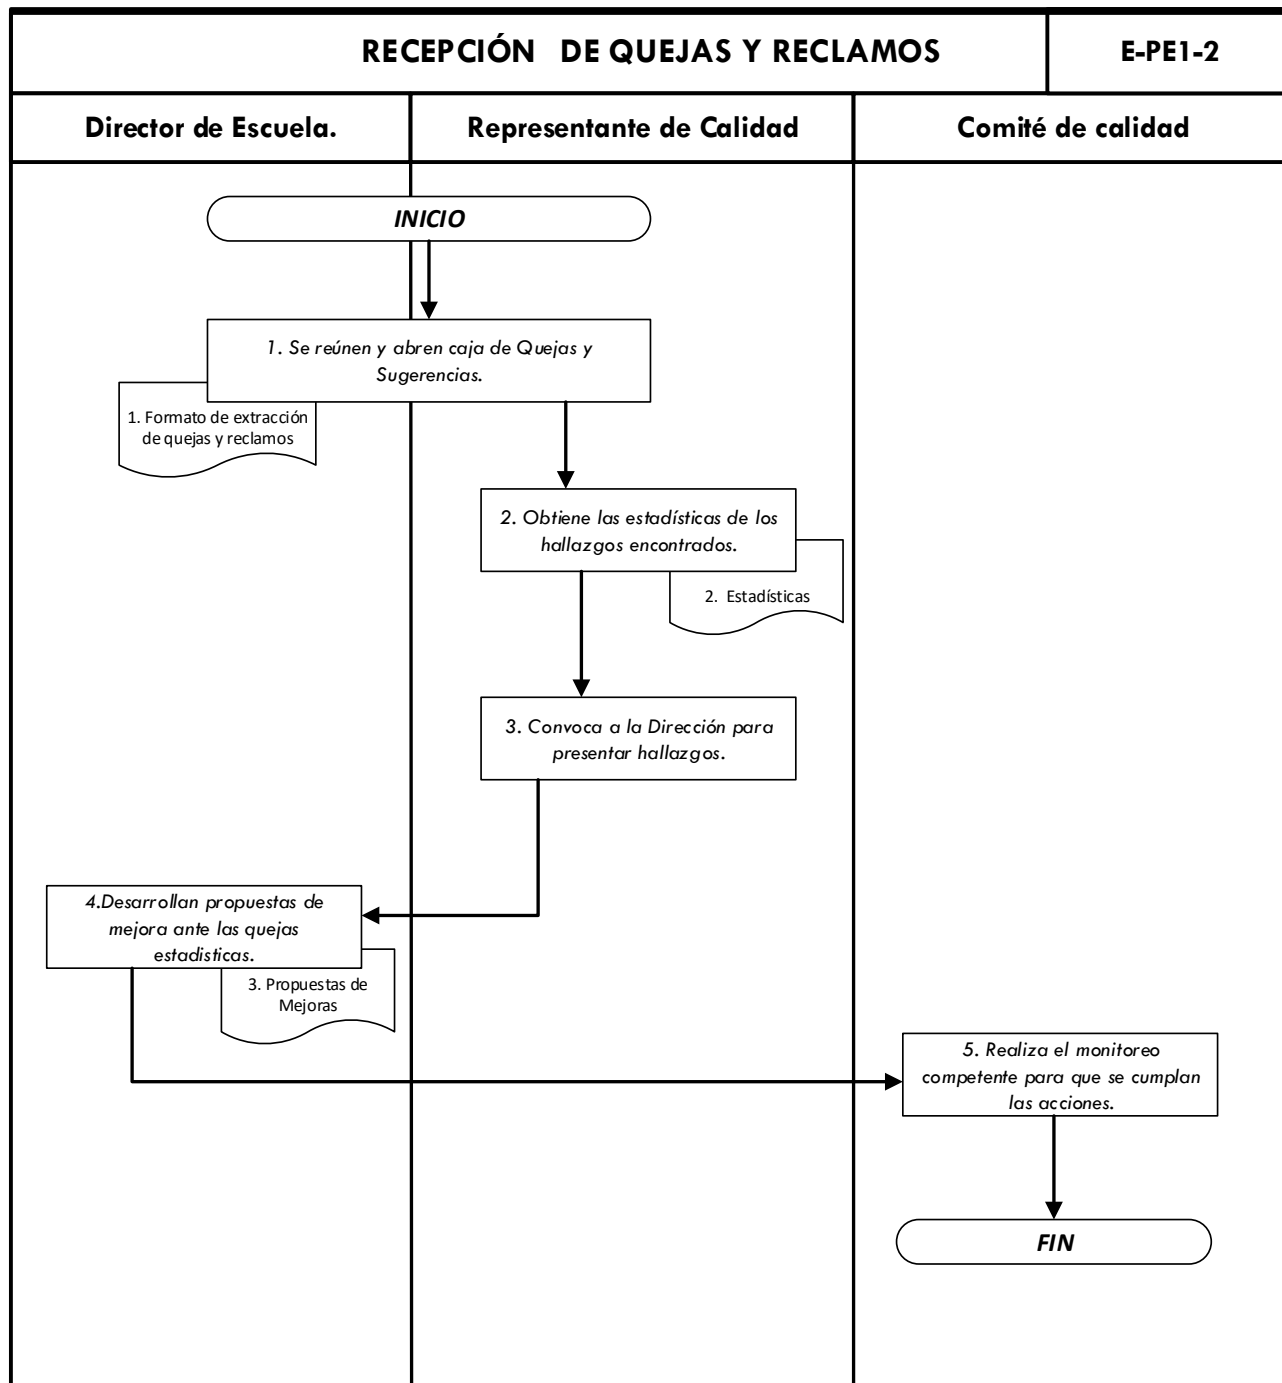 RECEPCIÓN DE QUEJAS Y RECLAMOS
E-PE1-2
Director de Escuela.
Representante de Calidad
Comité de calidad
INICIO
1. Se reúnen y abren caja de Quejas y
Sugerencias.
1. Formato de extracción
de quejas y reclamos
2. Obtiene las estadísticas de los
hallazgos encontrados.
2. Estadísticas
3. Convoca a la Dirección para
presentar hallazgos.
4.Desarrollan propuestas de
mejora ante las quejas
estadisticas.
3. Propuestas de
Mejoras
5. Realiza el monitoreo
competente para que se cumplan
las acciones.
FIN